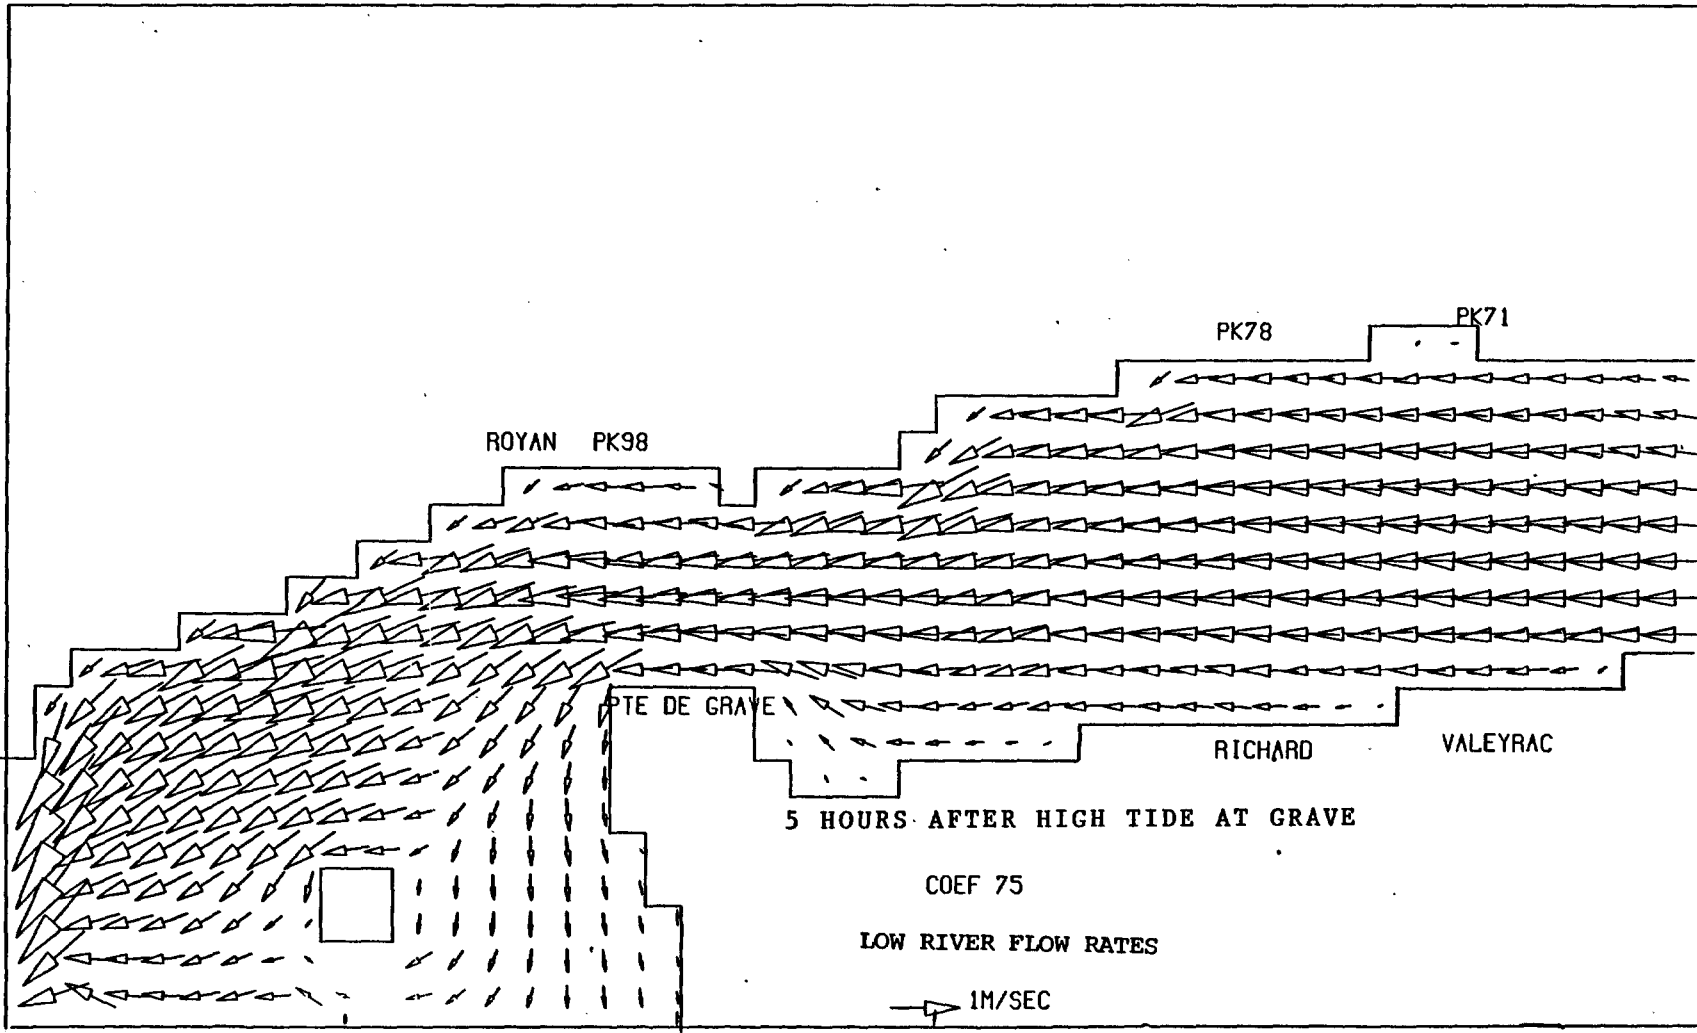 PK71
PK78
ROYAN PK98
PTE DE GRAVE
RICHARD
VALEYRAC
5 HOURS AFTER HIGH TIDE AT GRAVE
COEF 75
LOW RIVER FLOW RATES
1M/SEC